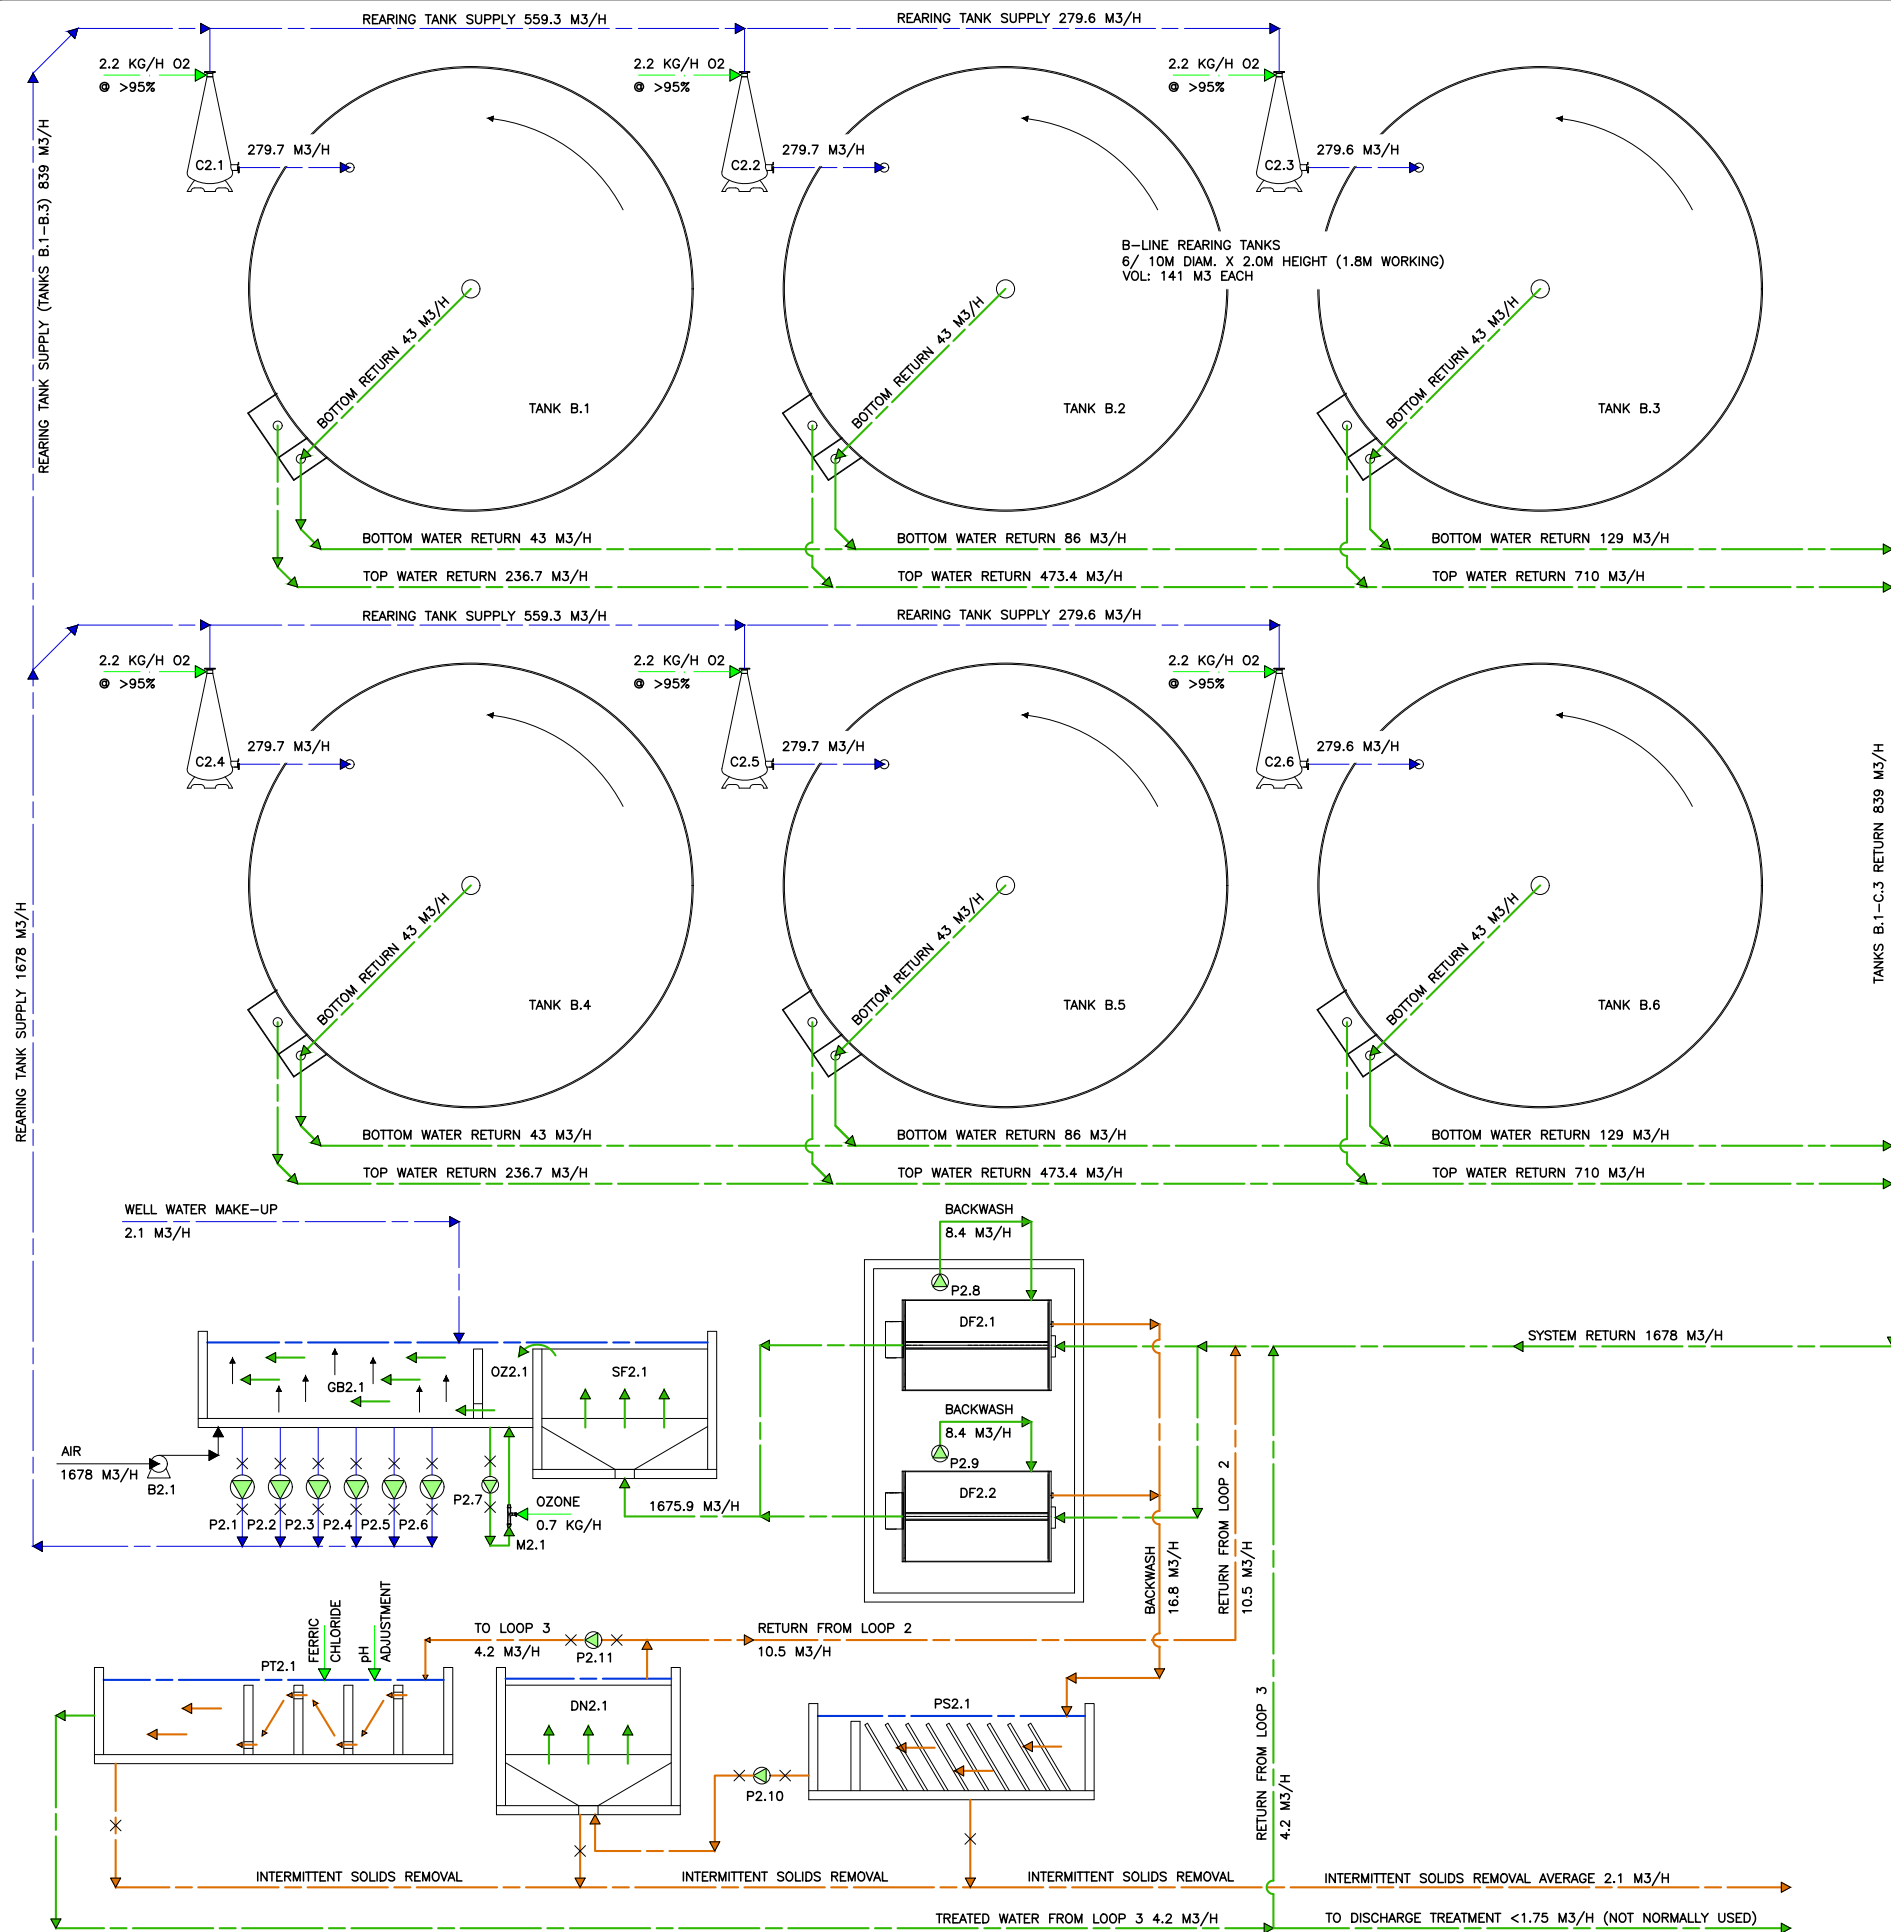 REARING TANK SUPPLY 559.3 M3/H
REARING TANK SUPPLY 279.6 M3/H
2.2 KG/H O2
@ >95%
2.2 KG/H O2
@ >95%
2.2 KG/H O2
@ >95%
REARING TANK SUPPLY (TANKS B.1-B.3) 839 M3/H
C2.1
279.7 M3/H
C2.2
279.7 M3/H
C2.3
279.6 M3/H
B-LINE REARING TANKS
6/ 10M DIAM. X 2.0M HEIGHT (1.8M WORKING)
VOL: 141 M3 EACH
BOTTOM RETURN 43 M3/H
BOTTOM RETURN 43 M3/H
BOTTOM RETURN 43 M3/H
TANK B.1
TANK B.2
TANK B.3
BOTTOM WATER RETURN 43 M3/H
BOTTOM WATER RETURN 86 M3/H
BOTTOM WATER RETURN 129 M3/H
TOP WATER RETURN 236.7 M3/H
TOP WATER RETURN 473.4 M3/H
TOP WATER RETURN 710 M3/H
REARING TANK SUPPLY 559.3 M3/H
REARING TANK SUPPLY 279.6 M3/H
2.2 KG/H O2
@ >95%
2.2 KG/H O2
@ >95%
2.2 KG/H O2
@ >95%
C2.4
279.7 M3/H
C2.5
279.7 M3/H
C2.6
279.6 M3/H
TANKS B.1-C.3 RETURN 839 M3/H
REARING TANK SUPPLY 1678 M3/H
BOTTOM RETURN 43 M3/H
BOTTOM RETURN 43 M3/H
BOTTOM RETURN 43 M3/H
TANK B.4
TANK B.5
TANK B.6
BOTTOM WATER RETURN 43 M3/H
BOTTOM WATER RETURN 86 M3/H
BOTTOM WATER RETURN 129 M3/H
TOP WATER RETURN 236.7 M3/H
TOP WATER RETURN 473.4 M3/H
TOP WATER RETURN 710 M3/H
WELL WATER MAKE-UP
2.1 M3/H
BACKWASH
8.4 M3/H
P2.8
DF2.1
SYSTEM RETURN 1678 M3/H
GB2.1
OZ2.1
SF2.1
BACKWASH
8.4 M3/H
P2.9
DF2.2
AIR
1678 M3/H
B2.1
P2.1
P2.2
P2.3
P2.4
P2.5
P2.6
P2.7
OZONE
0.7 KG/H
M2.1
1675.9 M3/H
BACKWASH
16.8 M3/H
RETURN FROM LOOP 2
10.5 M3/H
FERRIC
CHLORIDE
pH
ADJUSTMENT
TO LOOP 3
4.2 M3/H
P2.11
RETURN FROM LOOP 2
10.5 M3/H
PT2.1
DN2.1
PS2.1
P2.10
RETURN FROM LOOP 3
4.2 M3/H
INTERMITTENT SOLIDS REMOVAL
INTERMITTENT SOLIDS REMOVAL
INTERMITTENT SOLIDS REMOVAL
INTERMITTENT SOLIDS REMOVAL AVERAGE 2.1 M3/H
TREATED WATER FROM LOOP 3 4.2 M3/H
TO DISCHARGE TREATMENT <1.75 M3/H (NOT NORMALLY USED)